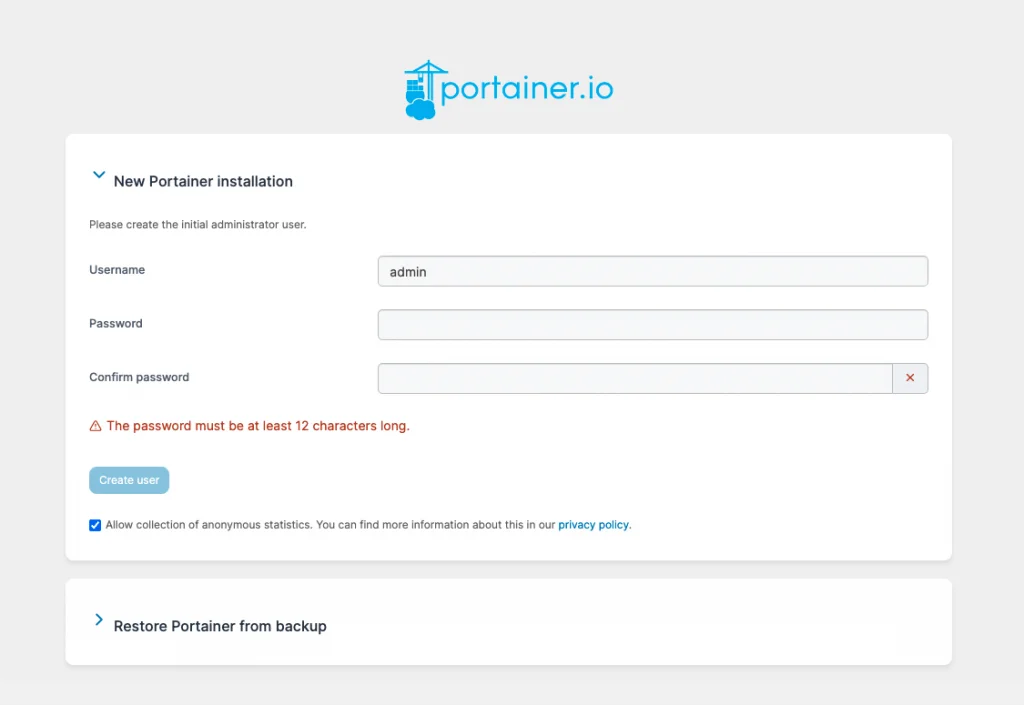 portainer.io
New Portainer installation
Please create the initial administrator user.
Username
admin
Password
Confirm password
The password must be at least 12 characters long.
Create user
Allow collection of anonymous statistics. You can find more information about this in our privacy policy.
Restore Portainer from backup